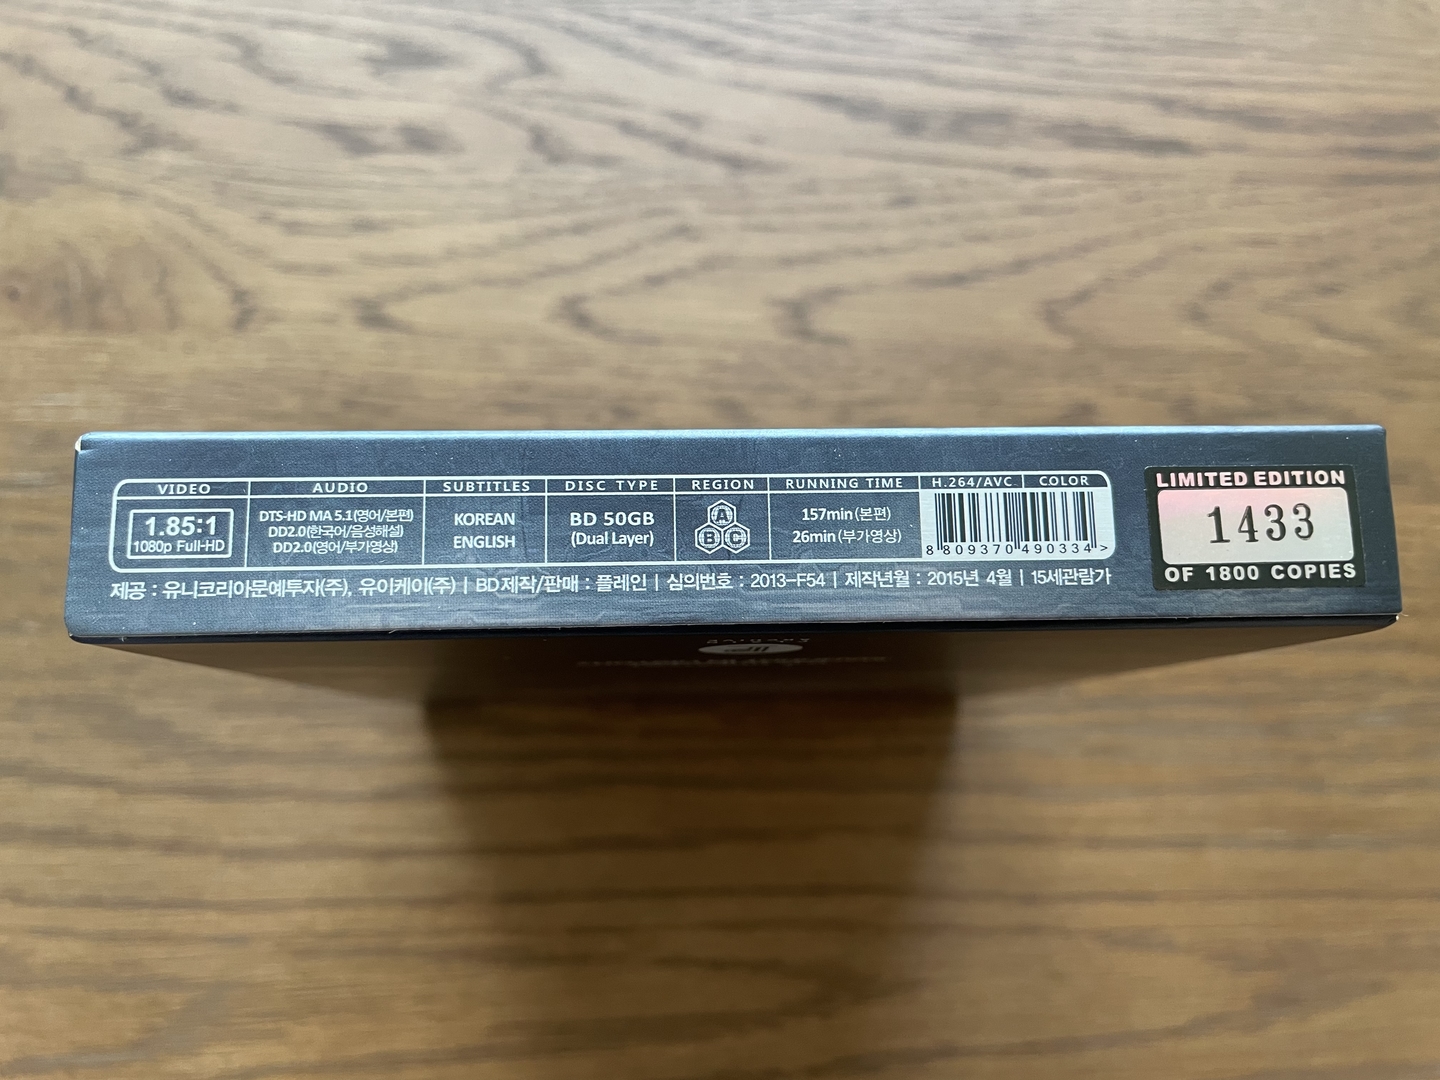 VIDEO
1.85:1
1080p Full-HD
AUDIO
DTS-HD MA 5.1(영어/본편)
DD2.0(한국어/음성해설)
DD2.0(영어/부가영상)
SUBTITLES
KOREAN
ENGLISH
DISC TYPE
BD 50GB
(Dual Layer)
REGION
A
B C
RUNNING TIME
157min (본편)
26min (부가영상)
H.264/AVC
COLOR
8 809370 490334 >
제공 : 유니코리아문예투자(주), 유이케이(주) | BD제작/판매 : 플레인 | 심의번호 : 2013-F54 | 제작년월 : 2015년 4월 | 15세관람가
LIMITED EDITION
1433
OF 1800 COPIES